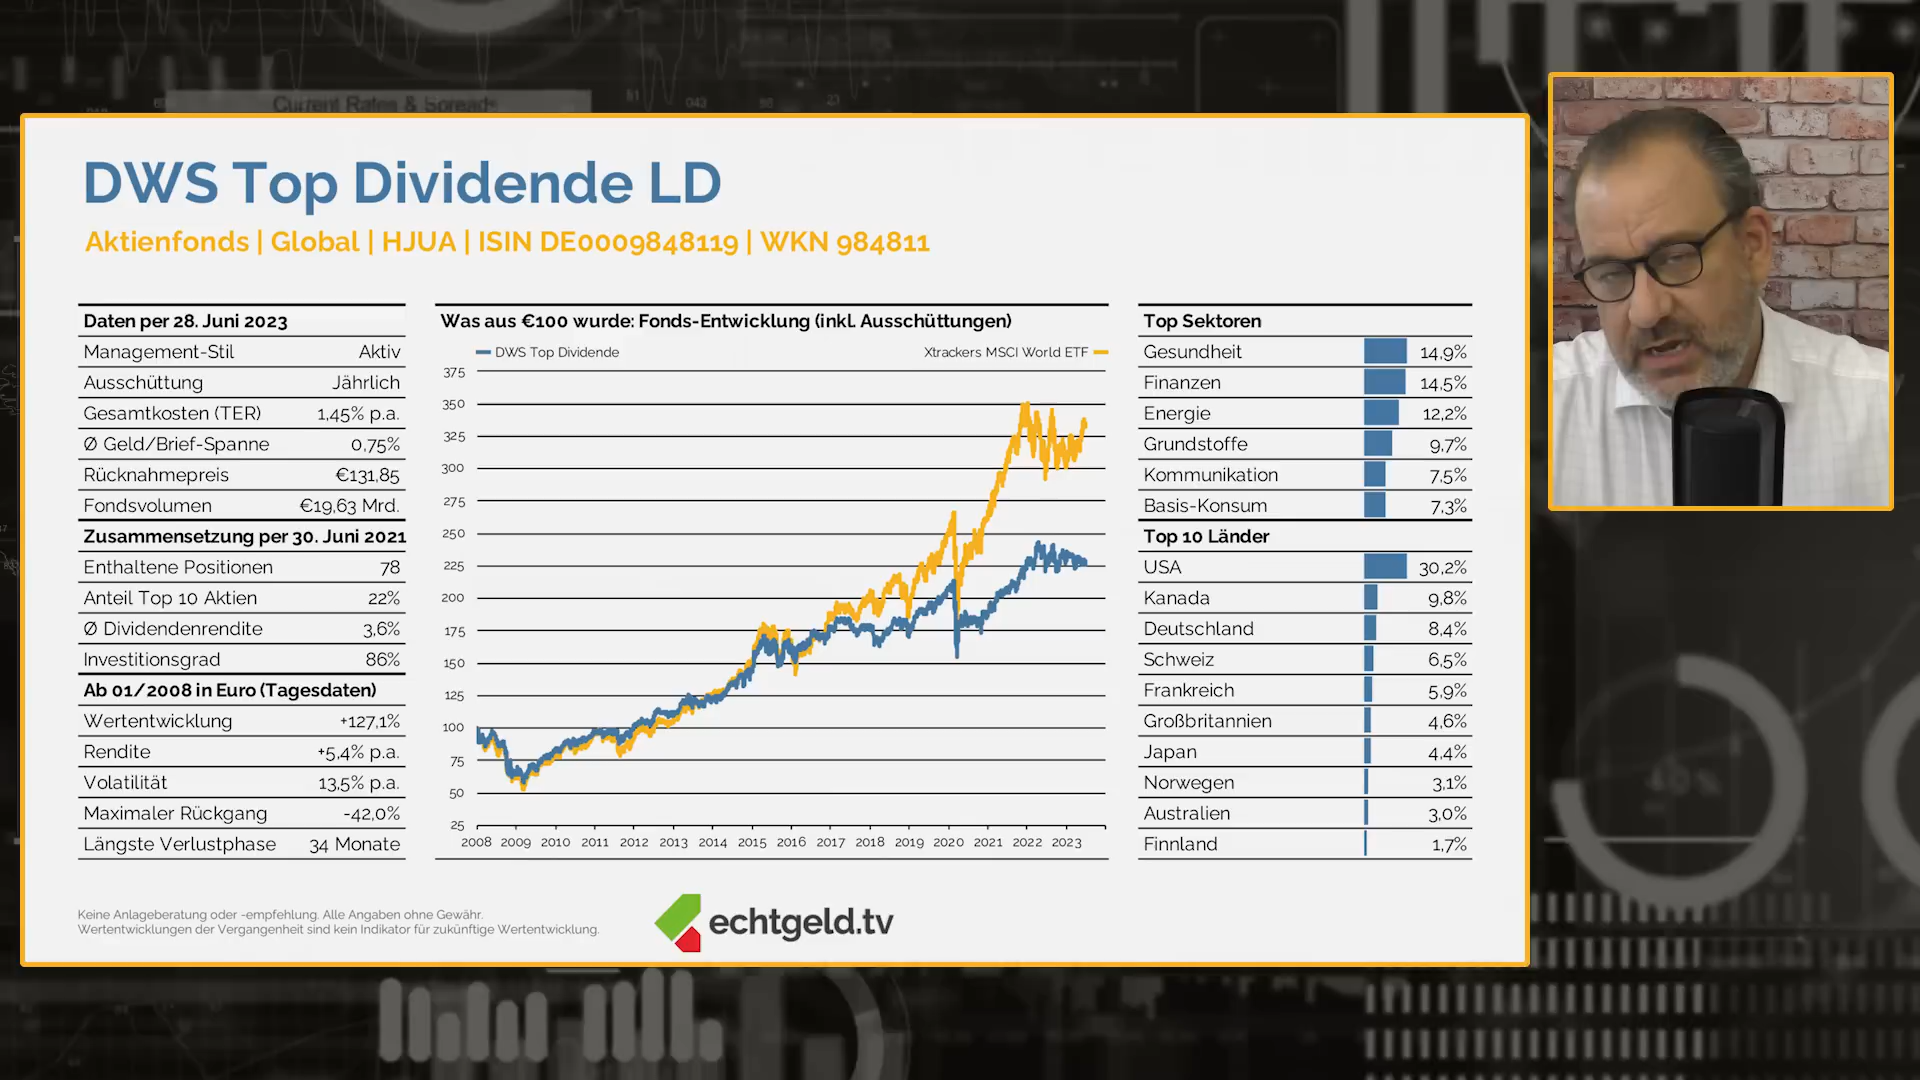 Current Rates & Spreads
DWS Top Dividende LD
Aktienfonds | Global | HJUA | ISIN DE0009848119 | WKN 984811
Daten per 28. Juni 2023
Management-Stil Aktiv
Ausschüttung Jährlich
Gesamtkosten (TER) 1,45% p.a.
Ø Geld/Brief-Spanne 0,75%
Rücknahmepreis €131,85
Fondsvolumen €19,63 Mrd.
Zusammensetzung per 30. Juni 2021
Enthaltene Positionen 78
Anteil Top 10 Aktien 22%
Ø Dividendenrendite 3,6%
Investitionsgrad 86%
Ab 01/2008 in Euro (Tagesdaten)
Wertentwicklung +127,1%
Rendite +5,4% p.a.
Volatilität 13,5% p.a.
Maximaler Rückgang -42,0%
Längste Verlustphase 34 Monate
Was aus €100 wurde: Fonds-Entwicklung (inkl. Ausschüttungen)
DWS Top Dividende Xtrackers MSCI World ETF
375
350
325
300
275
250
225
200
175
150
125
100
75
50
25
2008 2009 2010 2011 2012 2013 2014 2015 2016 2017 2018 2019 2020 2021 2022 2023
Top Sektoren
Gesundheit 14,9%
Finanzen 14,5%
Energie 12,2%
Grundstoffe 9,7%
Kommunikation 7,5%
Basis-Konsum 7,3%
Top 10 Länder
USA 30,2%
Kanada 9,8%
Deutschland 8,4%
Schweiz 6,5%
Frankreich 5,9%
Großbritannien 4,6%
Japan 4,4%
Norwegen 3,1%
Australien 3,0%
Finnland 1,7%
Keine Anlageberatung oder -empfehlung. Alle Angaben ohne Gewähr.
Wertentwicklungen der Vergangenheit sind kein Indikator für zukünftige Wertentwicklung.
echtgeld.tv